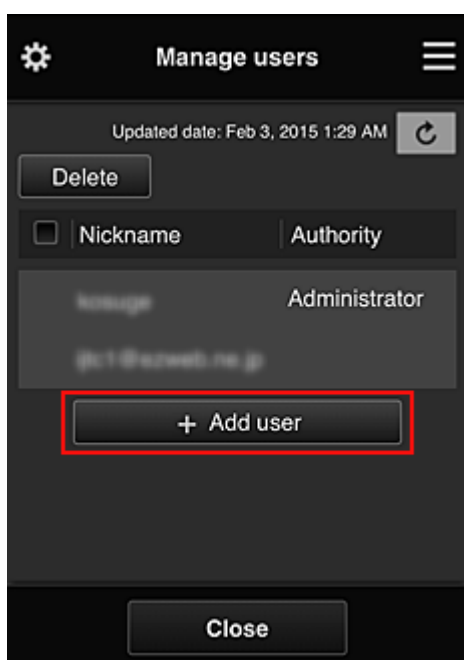 Manage users
Updated date: Feb 3, 2015 1:29 AM
Delete
Nickname Authority
Administrator
+ Add user
Close